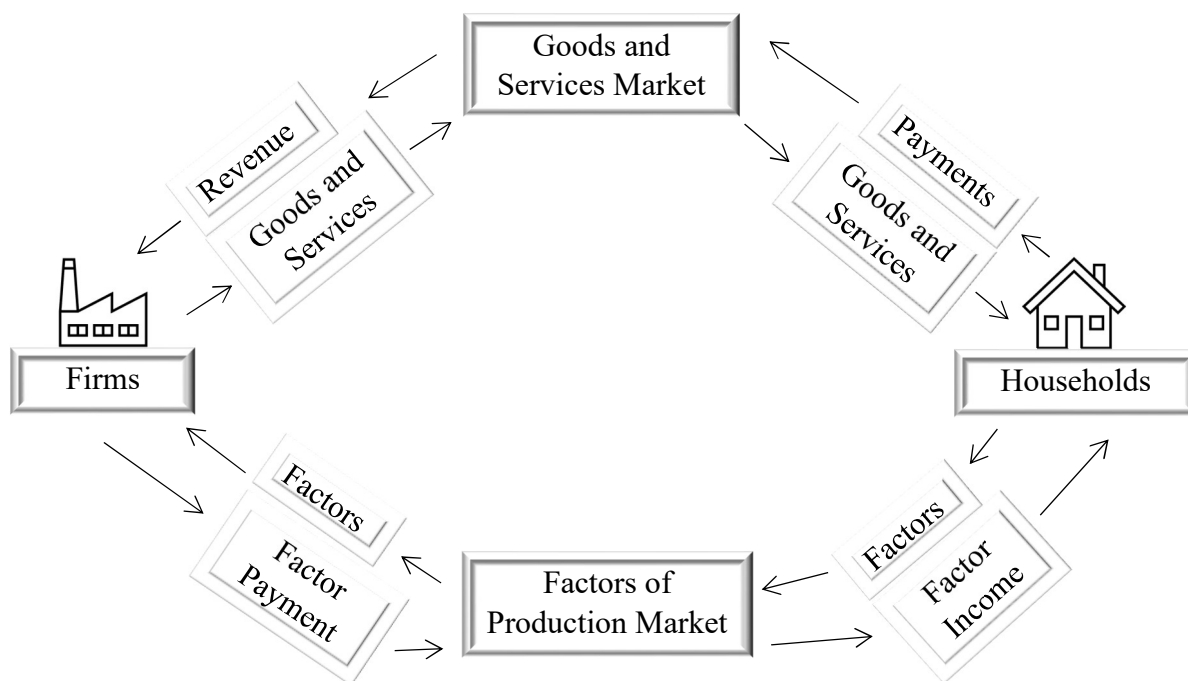 Goods and
Services Market
Revenue
Goods and
Services
Payments
Goods and
Services
Firms
Households
Factors
Factor
Payment
Factors of
Production Market
Factors
Factor
Income